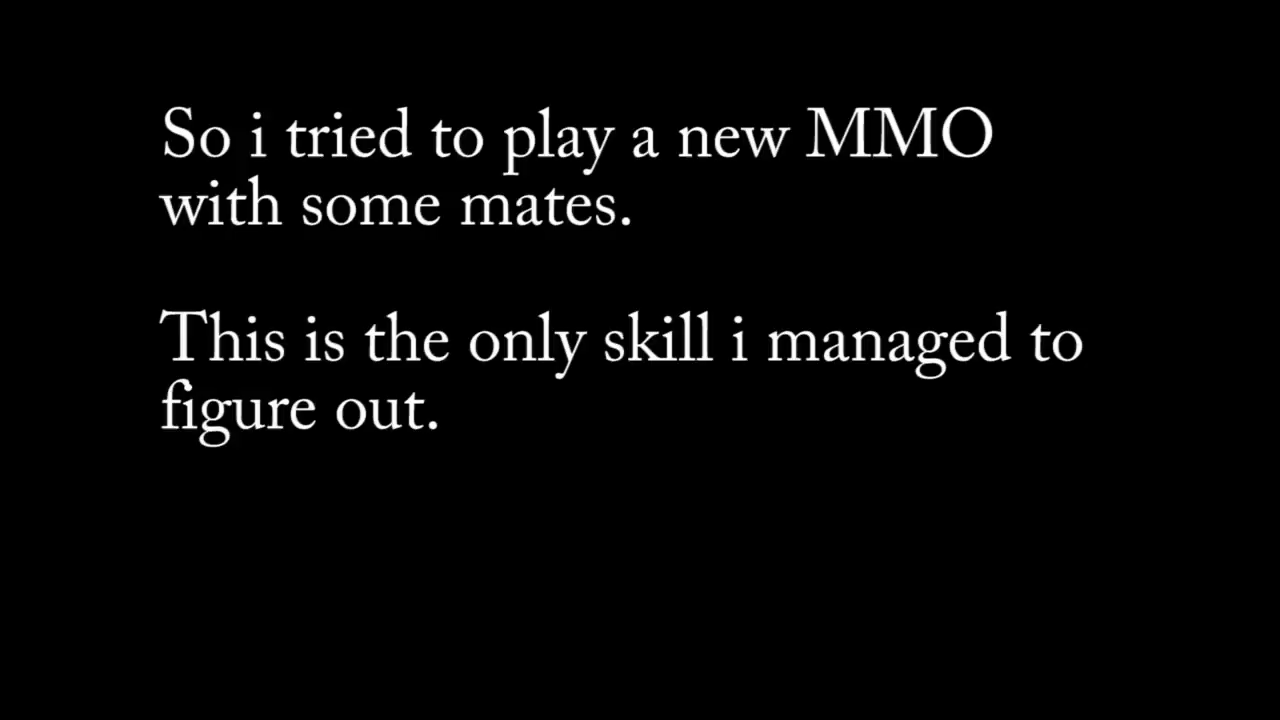 So i tried to play a new MMO
with some mates.
This is the only skill i managed to
figure out.